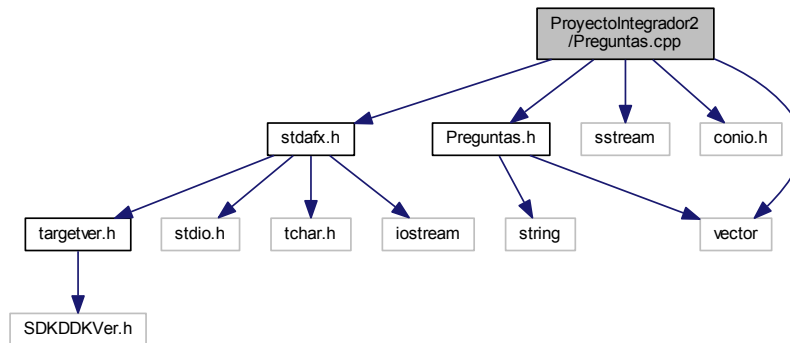 ProyectoIntegrador2
/Preguntas.cpp
stdafx.h
Preguntas.h
sstream
conio.h
targetver.h
stdio.h
tchar.h
iostream
string
vector
SDKDDKVer.h